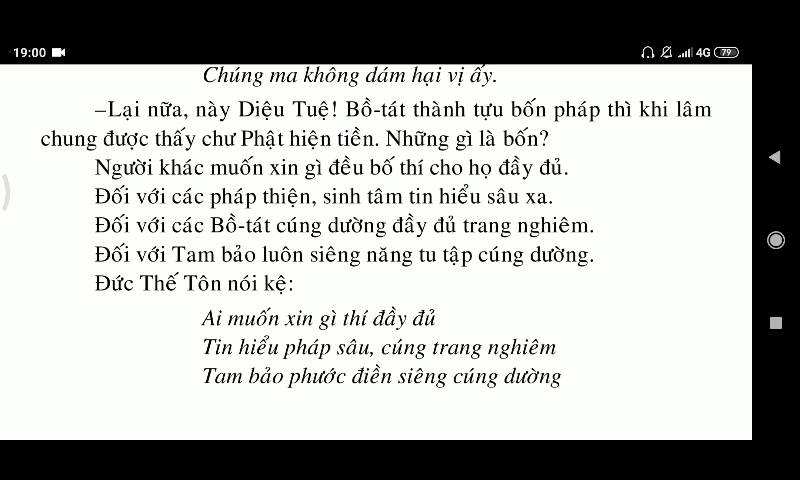 19:00
4G 79
Chúng ma không dám hại vị ấy.
–Lại nữa, này Diệu Tuệ! Bồ-tát thành tựu bốn pháp thì khi lâm
chung được thấy chư Phật hiện tiền. Những gì là bốn?
Người khác muốn xin gì đều bố thí cho họ đầy đủ.
Đối với các pháp thiện, sinh tâm tin hiểu sâu xa.
Đối với các Bồ-tát cúng dường đầy đủ trang nghiêm.
Đối với Tam bảo luôn siêng năng tu tập cúng dường.
Đức Thế Tôn nói kệ:
Ai muốn xin gì thí đầy đủ
Tin hiểu pháp sâu, cúng trang nghiêm
Tam bảo phước điền siêng cúng dường